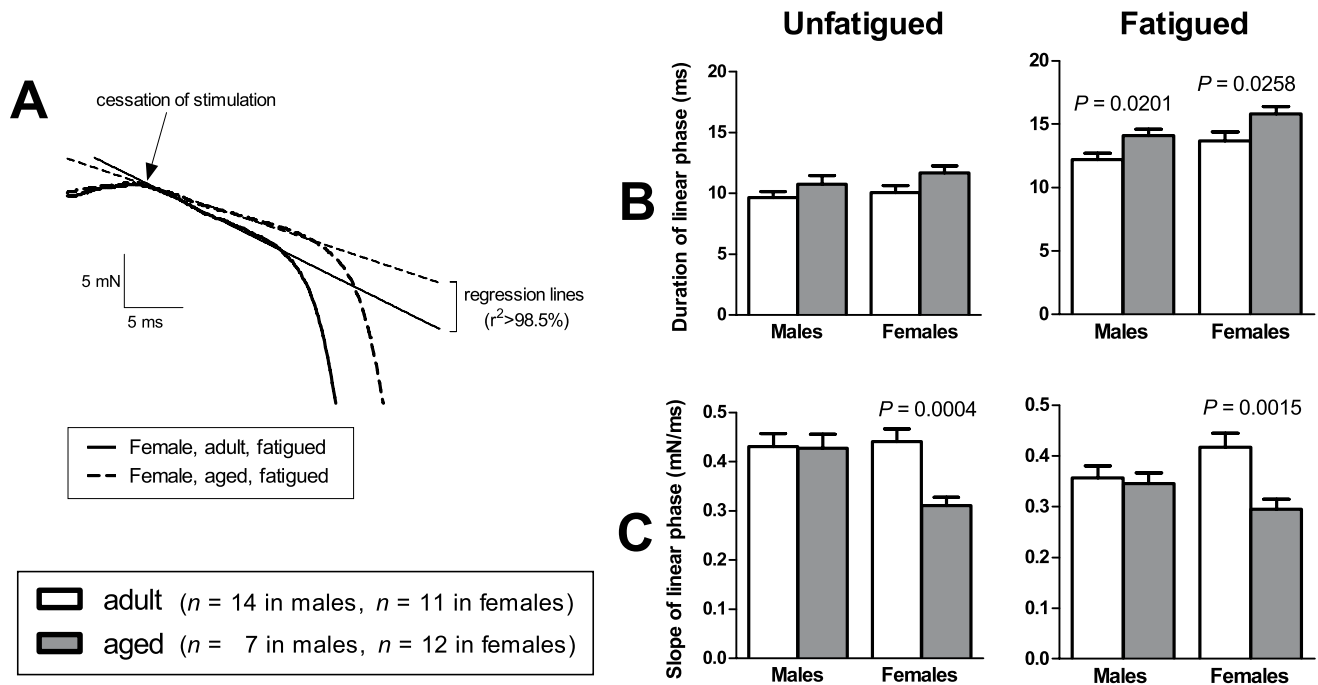 A
cessation of stimulation
5 mN
5 ms
regression lines
(r²>98.5%)
Female, adult, fatigued
Female, aged, fatigued
adult (n = 14 in males, n = 11 in females)
aged (n = 7 in males, n = 12 in females)
Unfatigued
Fatigued
B
Duration of linear phase (ms)
20
15
10
5
0
Males
Females
20
15
10
5
0
P = 0.0201
P = 0.0258
Males
Females
C
Slope of linear phase (mN/ms)
0.5
0.4
0.3
0.2
0.1
0.0
P = 0.0004
Males
Females
0.5
0.4
0.3
0.2
0.1
0.0
P = 0.0015
Males
Females